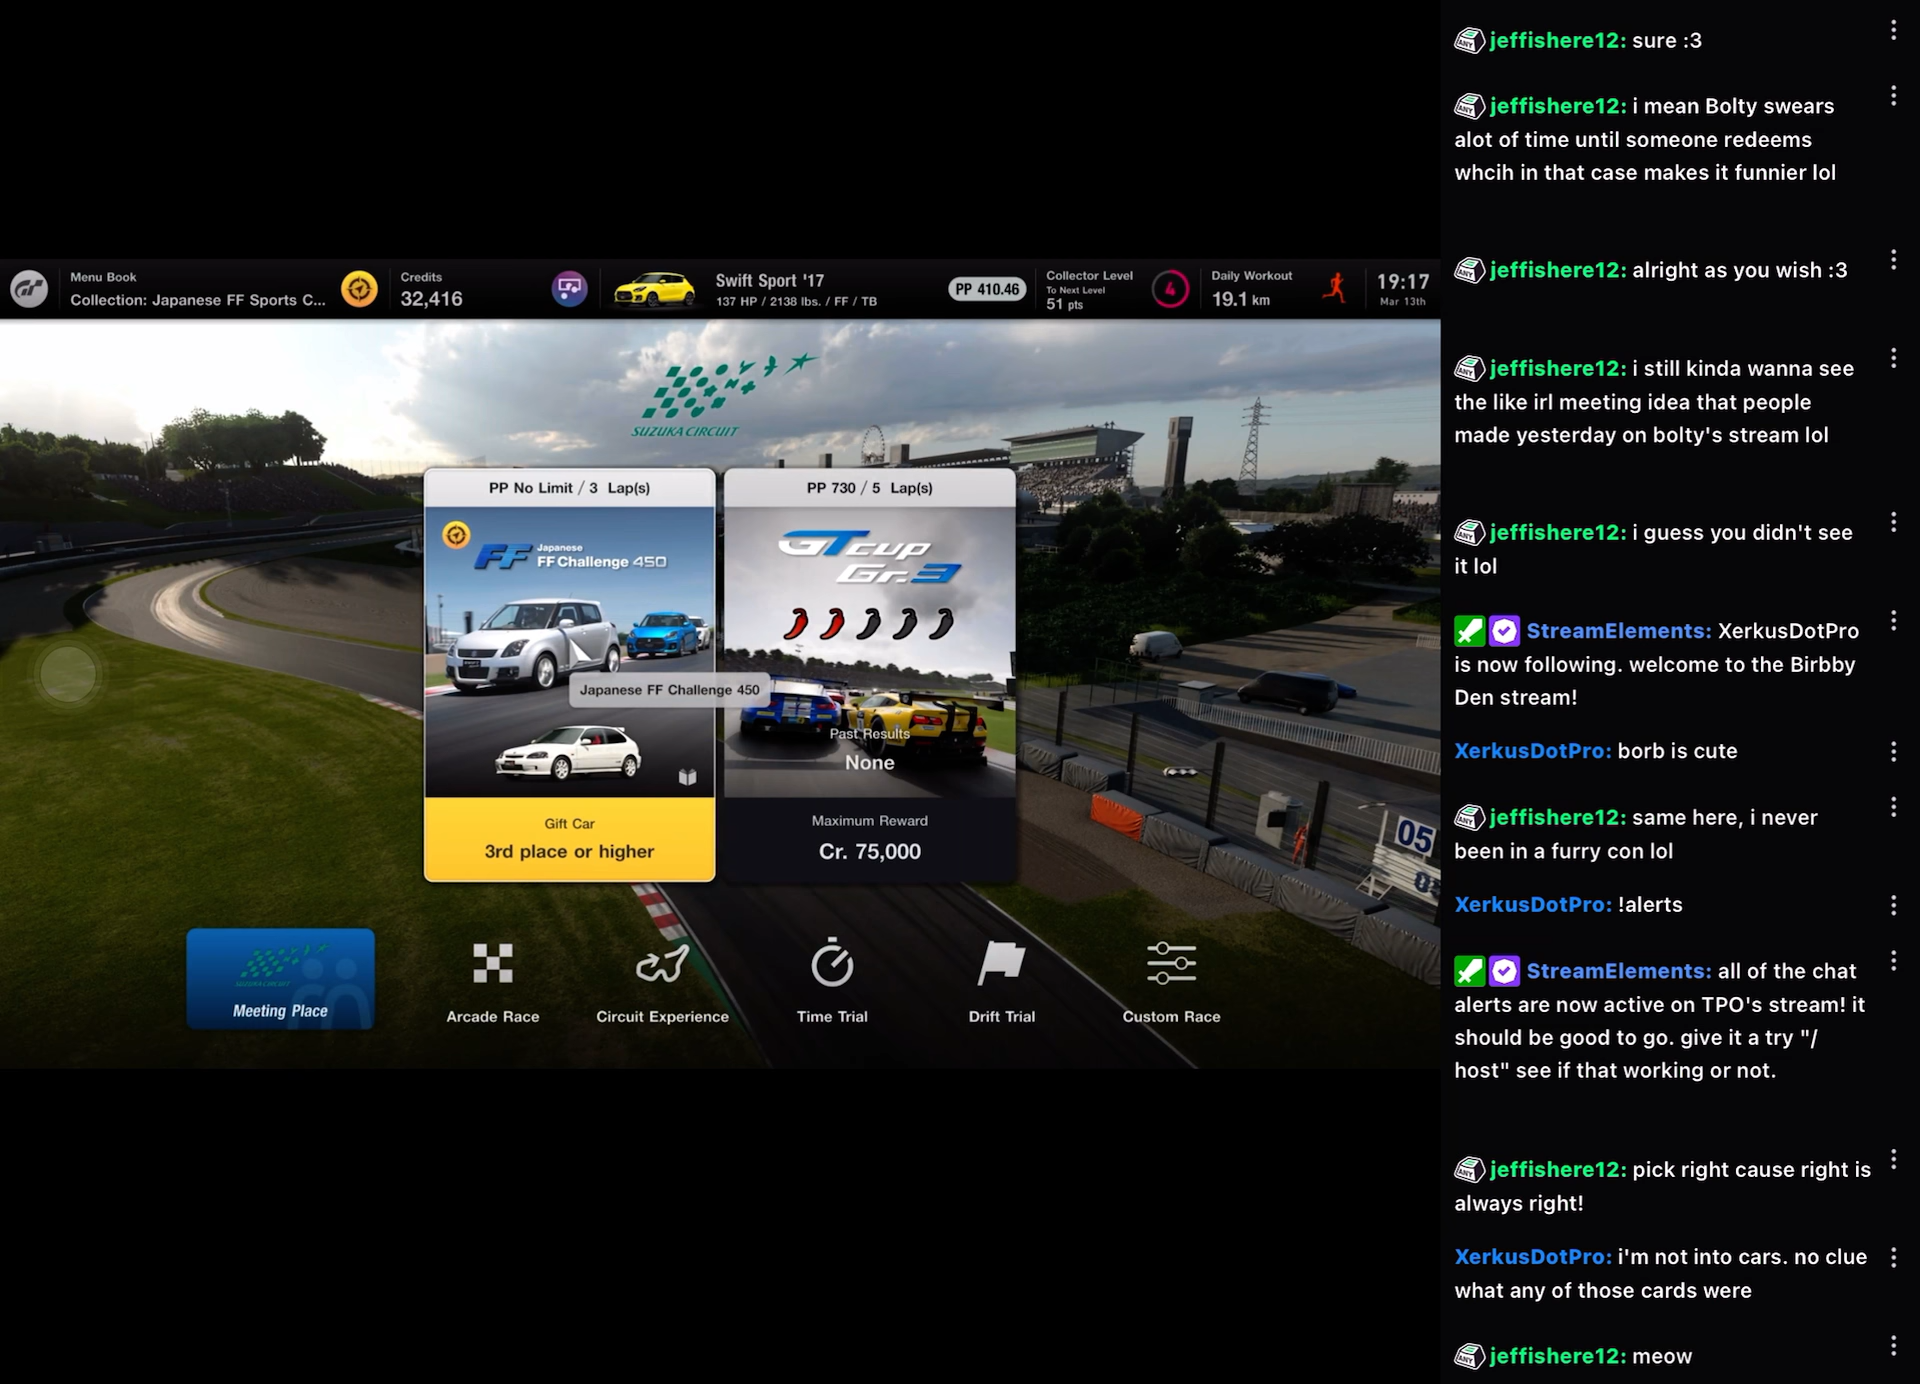 Menu Book
Collection: Japanese FF Sports C...
Credits
32,416
Swift Sport '17
137 HP / 2138 lbs. / FF / TB
PP 410.46
Collector Level
To Next Level
51 pts
4
Daily Workout
19.1 km
19:17
Mar 13th
SUZUKA CIRCUIT
PP No Limit / 3 Lap(s)
FF Japanese
FF Challenge 450
Japanese FF Challenge 450
Gift Car
3rd place or higher
PP 730 / 5 Lap(s)
GT cup
Gr.3
Past Results
None
Maximum Reward
Cr. 75,000
05
Meeting Place
Arcade Race
Circuit Experience
Time Trial
Drift Trial
Custom Race
jeffishere12: sure :3
jeffishere12: i mean Bolty swears
alot of time until someone redeems
whcih in that case makes it funnier lol
jeffishere12: alright as you wish :3
jeffishere12: i still kinda wanna see
the like irl meeting idea that people
made yesterday on bolty's stream lol
jeffishere12: i guess you didn't see
it lol
StreamElements: XerkusDotPro
is now following. welcome to the Birbby
Den stream!
XerkusDotPro: borb is cute
jeffishere12: same here, i never
been in a furry con lol
XerkusDotPro: !alerts
StreamElements: all of the chat
alerts are now active on TPO's stream! it
should be good to go. give it a try "/
host" see if that working or not.
jeffishere12: pick right cause right is
always right!
XerkusDotPro: i'm not into cars. no clue
what any of those cards were
jeffishere12: meow